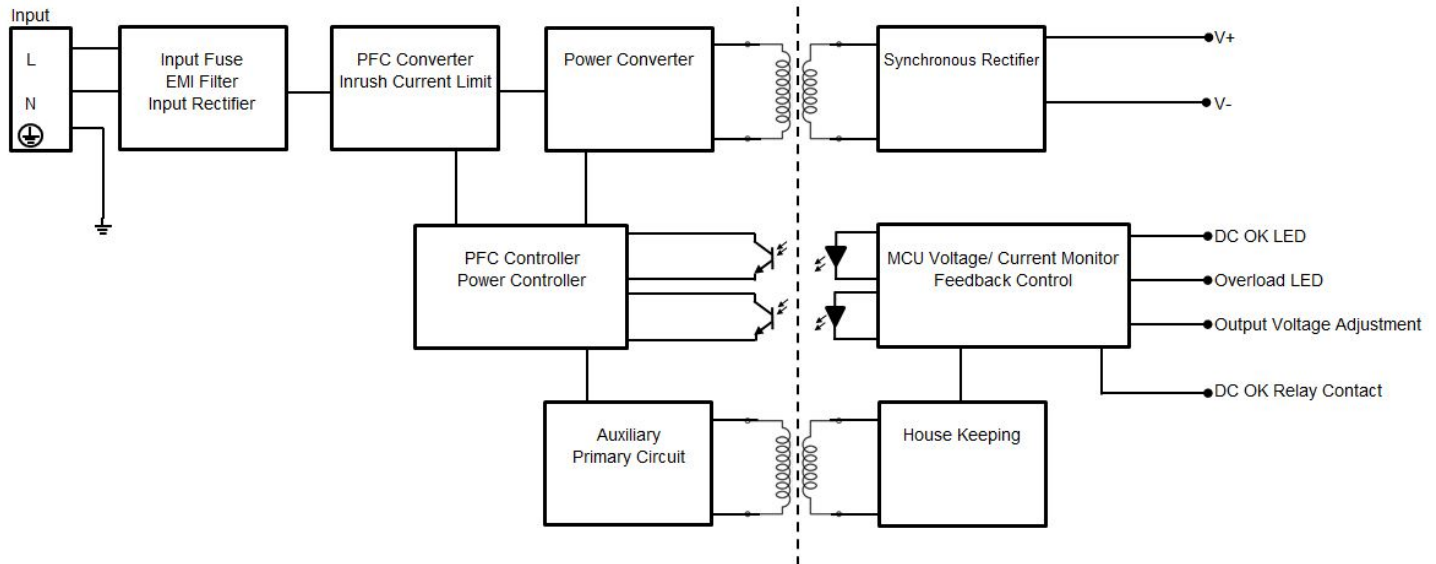 Input
L
N
Input Fuse
EMI Filter
Input Rectifier
PFC Converter
Inrush Current Limit
Power Converter
Synchronous Rectifier
V+
V-
PFC Controller
Power Controller
MCU Voltage/ Current Monitor
Feedback Control
DC OK LED
Overload LED
Output Voltage Adjustment
DC OK Relay Contact
Auxiliary
Primary Circuit
House Keeping